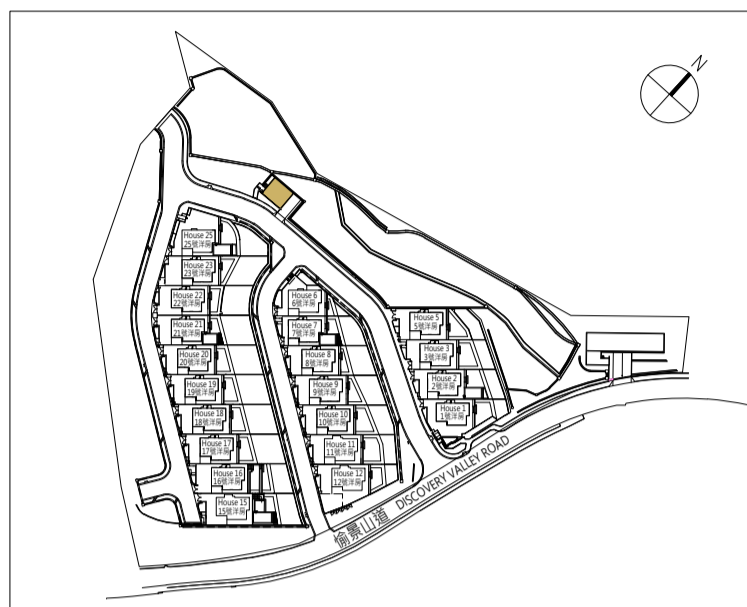 N
House 25
25號洋房
House 23
23號洋房
House 22
22號洋房
House 21
21號洋房
House 20
20號洋房
House 19
19號洋房
House 18
18號洋房
House 17
17號洋房
House 16
16號洋房
House 15
15號洋房
House 6
6號洋房
House 7
7號洋房
House 8
8號洋房
House 9
9號洋房
House 10
10號洋房
House 11
11號洋房
House 12
12號洋房
House 5
5號洋房
House 3
3號洋房
House 2
2號洋房
House 1
1號洋房
愉景山道 DISCOVERY VALLEY ROAD